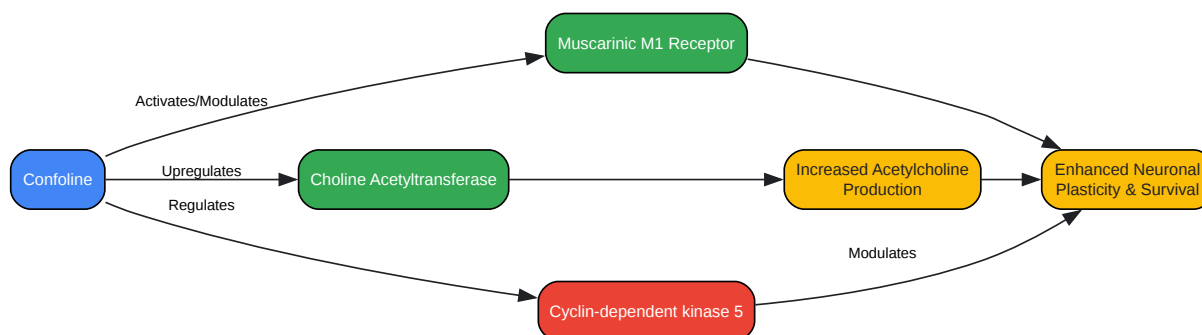 Muscarinic M1 Receptor
Activates/Modulates
Confoline
Upregulates
Choline Acetyltransferase
Increased Acetylcholine
Production
Enhanced Neuronal
Plasticity & Survival
Regulates
Modulates
Cyclin-dependent kinase 5